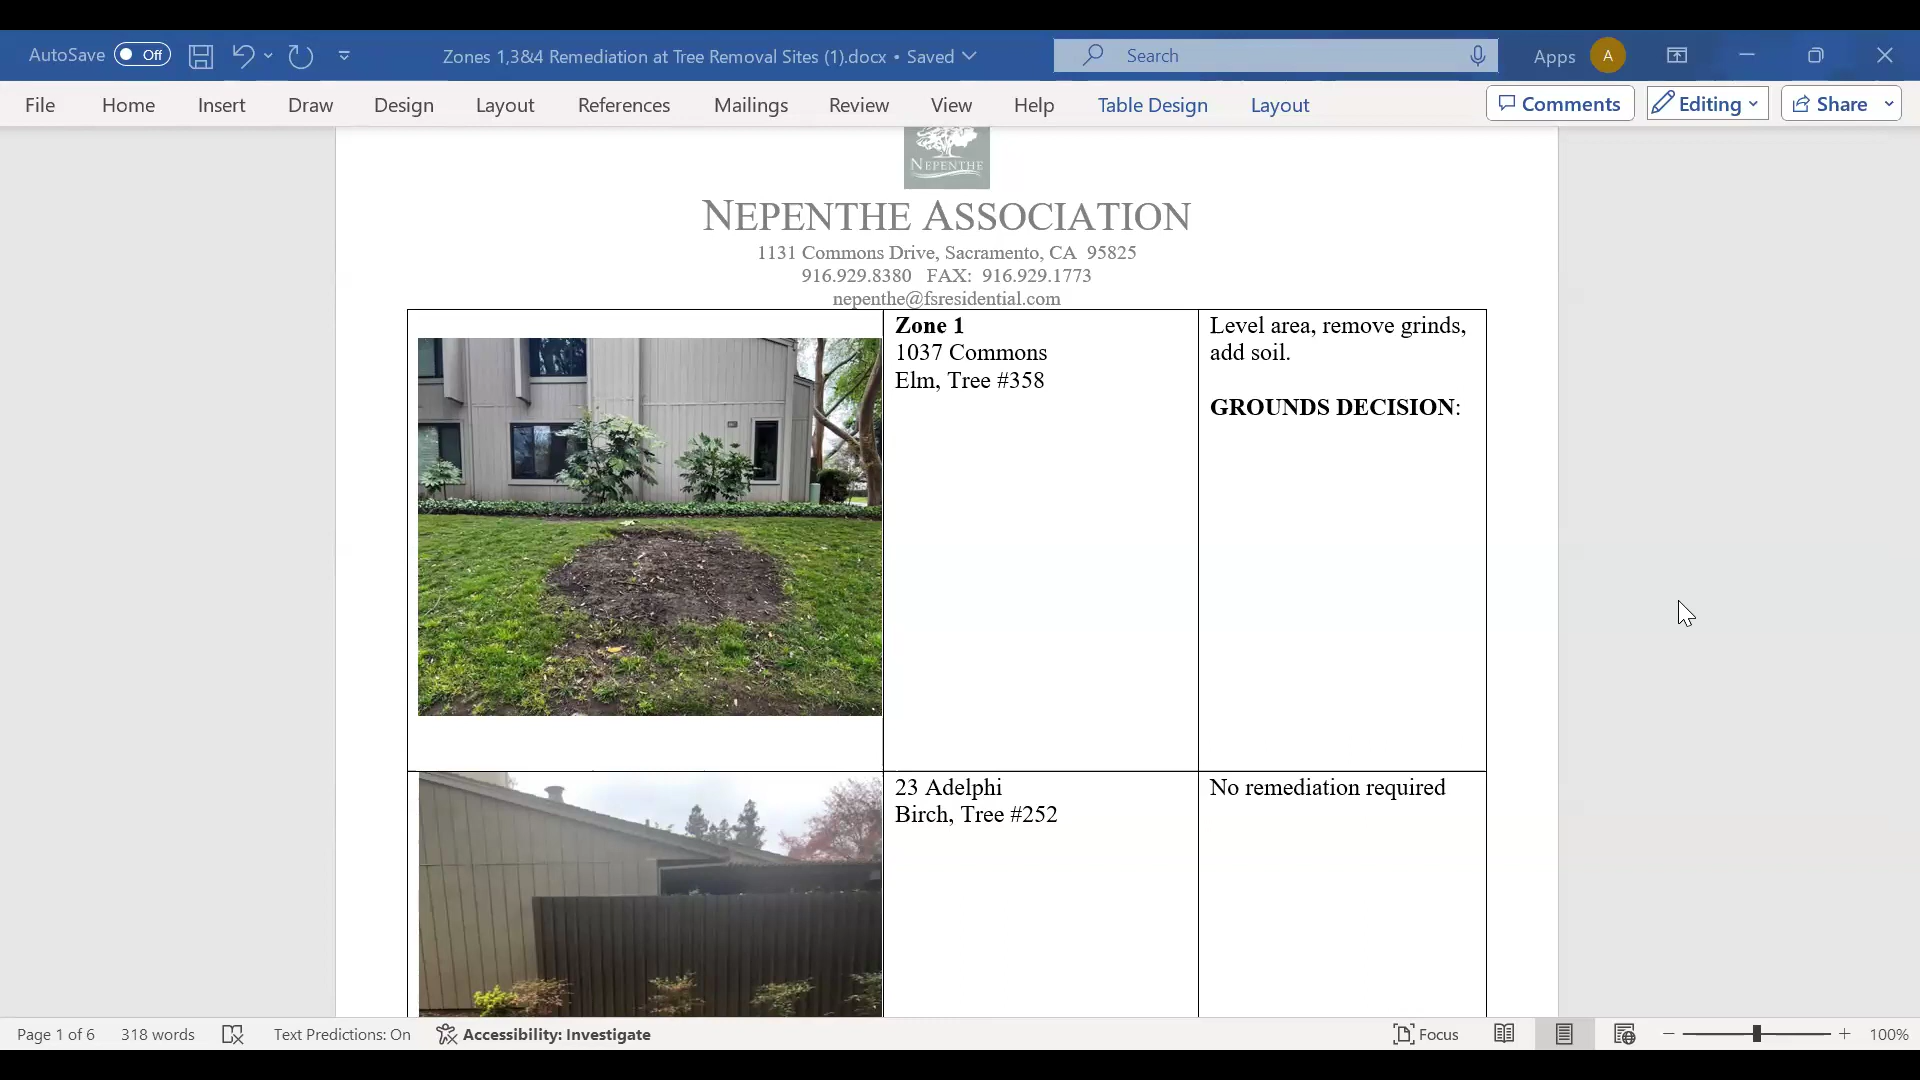 AutoSave Off
Zones 1,3&4 Remediation at Tree Removal Sites (1).docx • Saved
Search
Apps A
File Home Insert Draw Design Layout References Mailings Review View Help Table Design Layout
Comments Editing Share
NEPENTHE
NEPENTHE ASSOCIATION
1131 Commons Drive, Sacramento, CA 95825
916.929.8380 FAX: 916.929.1773
nepenthe@fsresidential.com
Zone 1
1037 Commons
Elm, Tree #358
Level area, remove grinds,
add soil.
GROUNDS DECISION:
23 Adelphi
Birch, Tree #252
No remediation required
Page 1 of 6 318 words Text Predictions: On Accessibility: Investigate Focus 100%